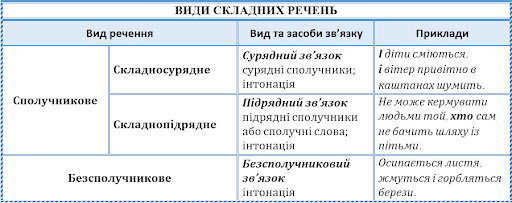 ВИДИ СКЛАДНИХ РЕЧЕНЬ
Вид речення
Вид та засоби зв’язку
Приклади
Сполучникове
Складносурядне
Сурядний зв’язок
сурядні сполучники;
інтонація
І діти сміються,
і вітер привітно в
каштанах шумить.
Складнопідрядне
Підрядний зв’язок
підрядні сполучники
або сполучні слова;
інтонація
Не може кермувати
людьми той, хто сам
не бачить шляху із
пітьми.
Безсполучникове
Безсполучниковий
зв’язок
інтонація
Осипається листя,
жмуться і горбляться
берези.